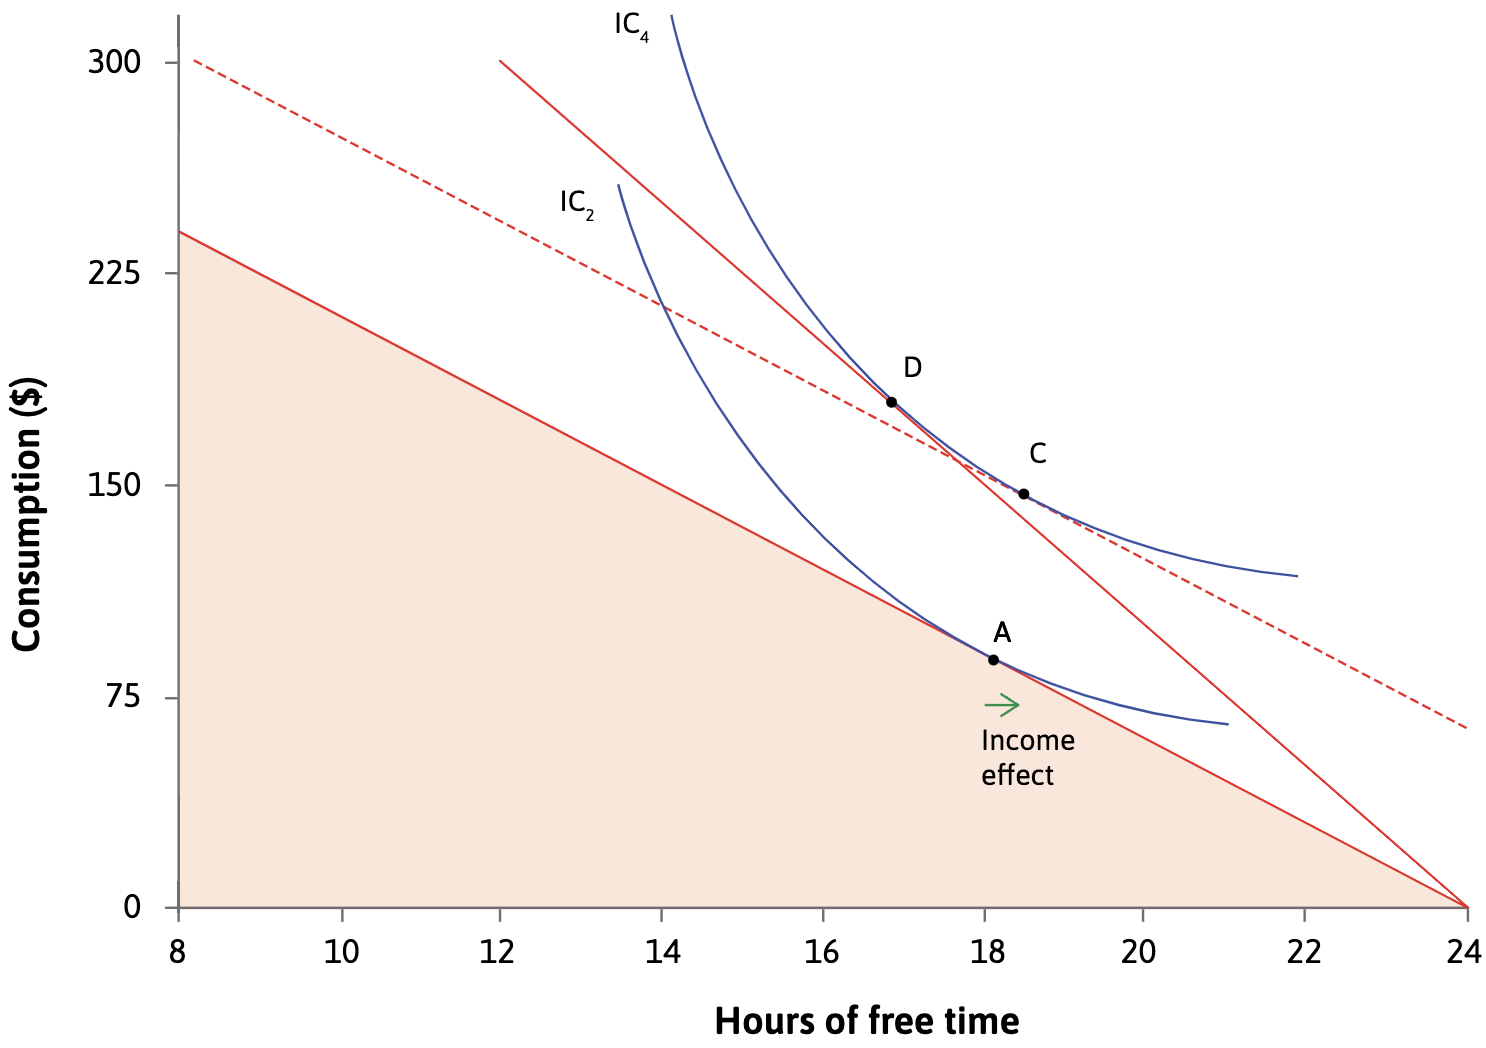 IC4
300
IC2
225
D
C
150
A
75
Income
effect
0
8 10 12 14 16 18 20 22 24
Hours of free time
Consumption ($)